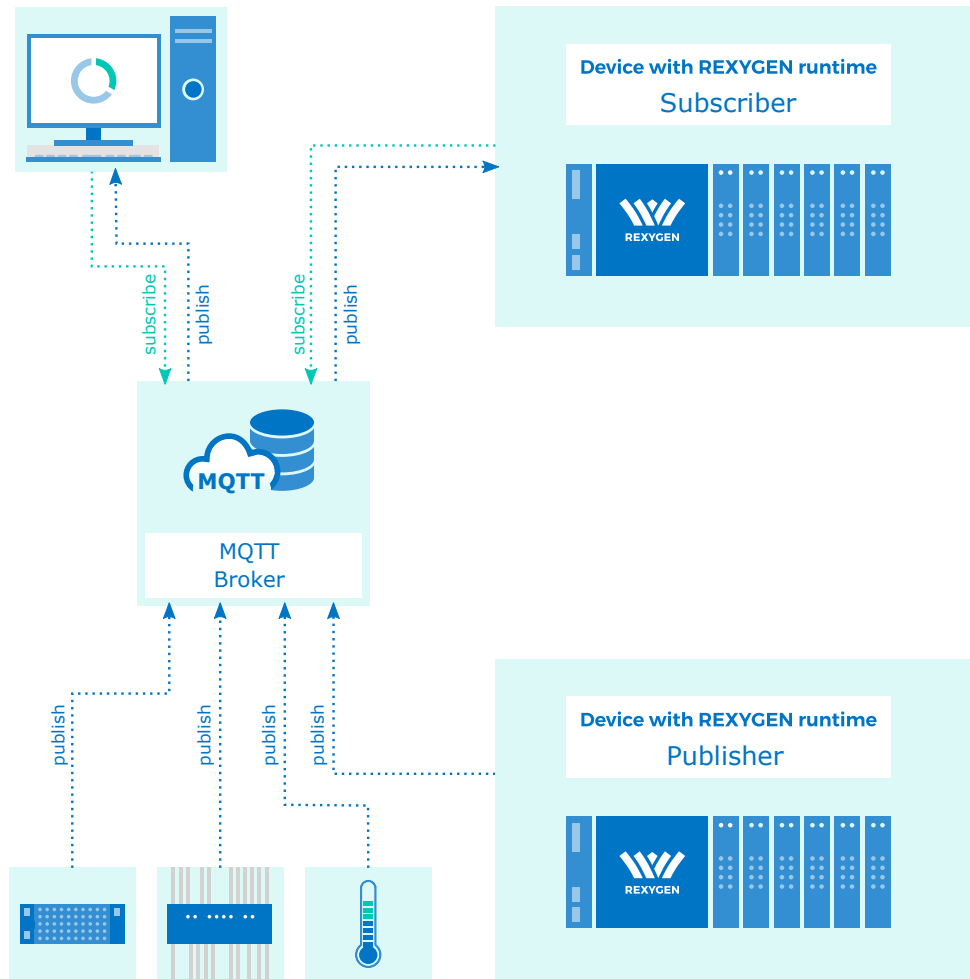 Device with REXYGEN runtime
Subscriber
REXYGEN
subscribe
publish
subscribe
publish
MQTT
MQTT
Broker
publish
publish
publish
publish
Device with REXYGEN runtime
Publisher
REXYGEN